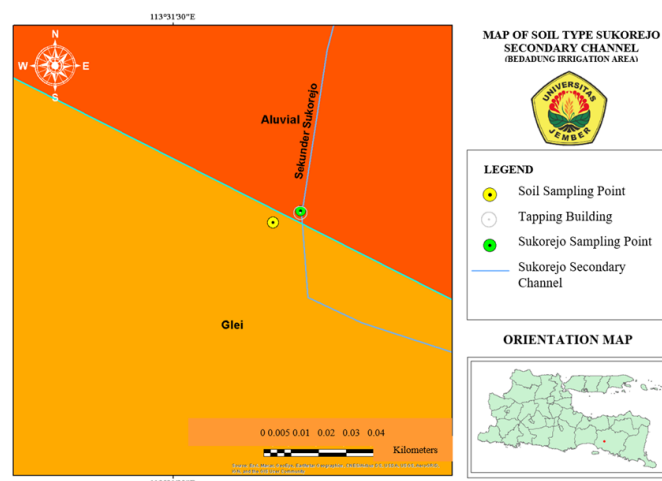 113°31'30"E
N
W
E
S
Aluvial
Sekunder Sukorejo
Glei
0 0.005 0.01 0.02 0.03 0.04
Kilometers
MAP OF SOIL TYPE SUKOREJO
SECONDARY CHANNEL
(BEDADUNG IRRIGATION AREA)
UNIVERSITAS
JEMBER
LEGEND
Soil Sampling Point
Tapping Building
Sukorejo Sampling Point
Sukorejo Secondary
Channel
ORIENTATION MAP